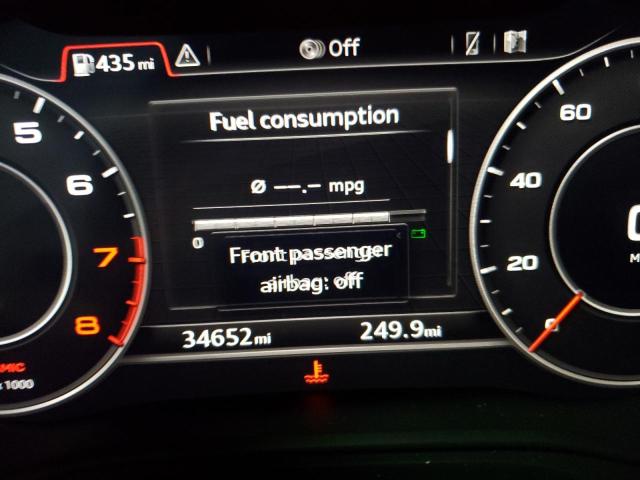 435 mi
Off
Fuel consumption
Ø --.- mpg
0
Front passenger
airbag: off
34652 mi
249.9 mi
5
6
7
8
x 1000
60
40
20
0